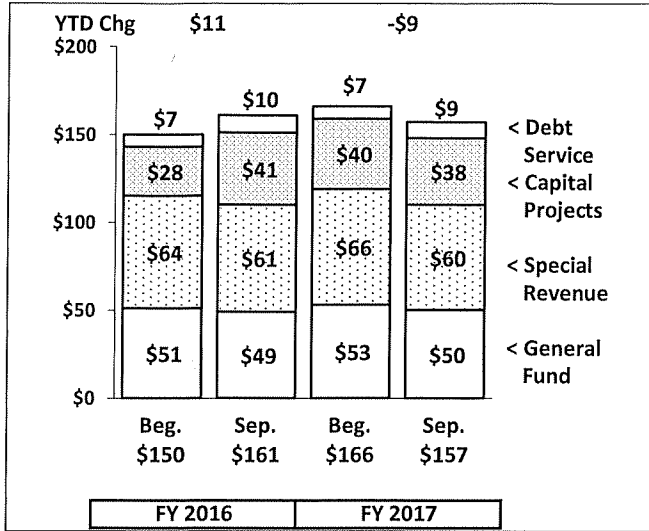 YTD Chg $11 -$9
$200
$150
$100
$50
$0
$7
$28
$64
$51
$10
$41
$61
$49
$7
$40
$66
$53
$9
$38
$60
$50
< Debt
Service
< Capital
Projects
< Special
Revenue
< General
Fund
Beg. Sep. Beg. Sep.
$150 $161 $166 $157
FY 2016 FY 2017